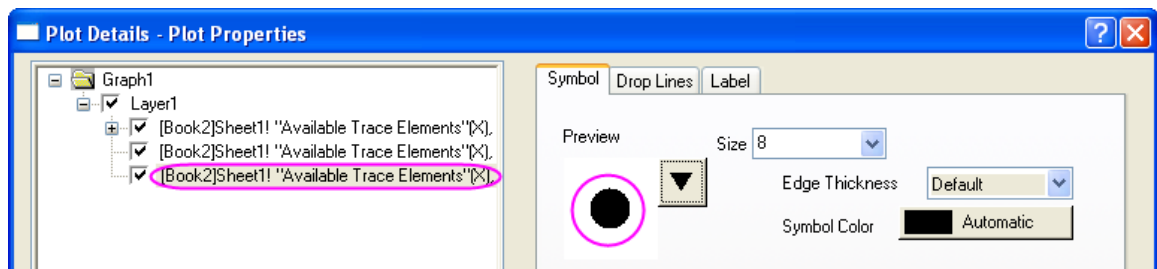 Plot Details - Plot Properties
Graph1
Layer1
[Book2]Sheet1! "Available Trace Elements"(X),
[Book2]Sheet1! "Available Trace Elements"(X),
[Book2]Sheet1! "Available Trace Elements"(X),
Symbol Drop Lines Label
Preview Size 8
Edge Thickness Default
Symbol Color Automatic